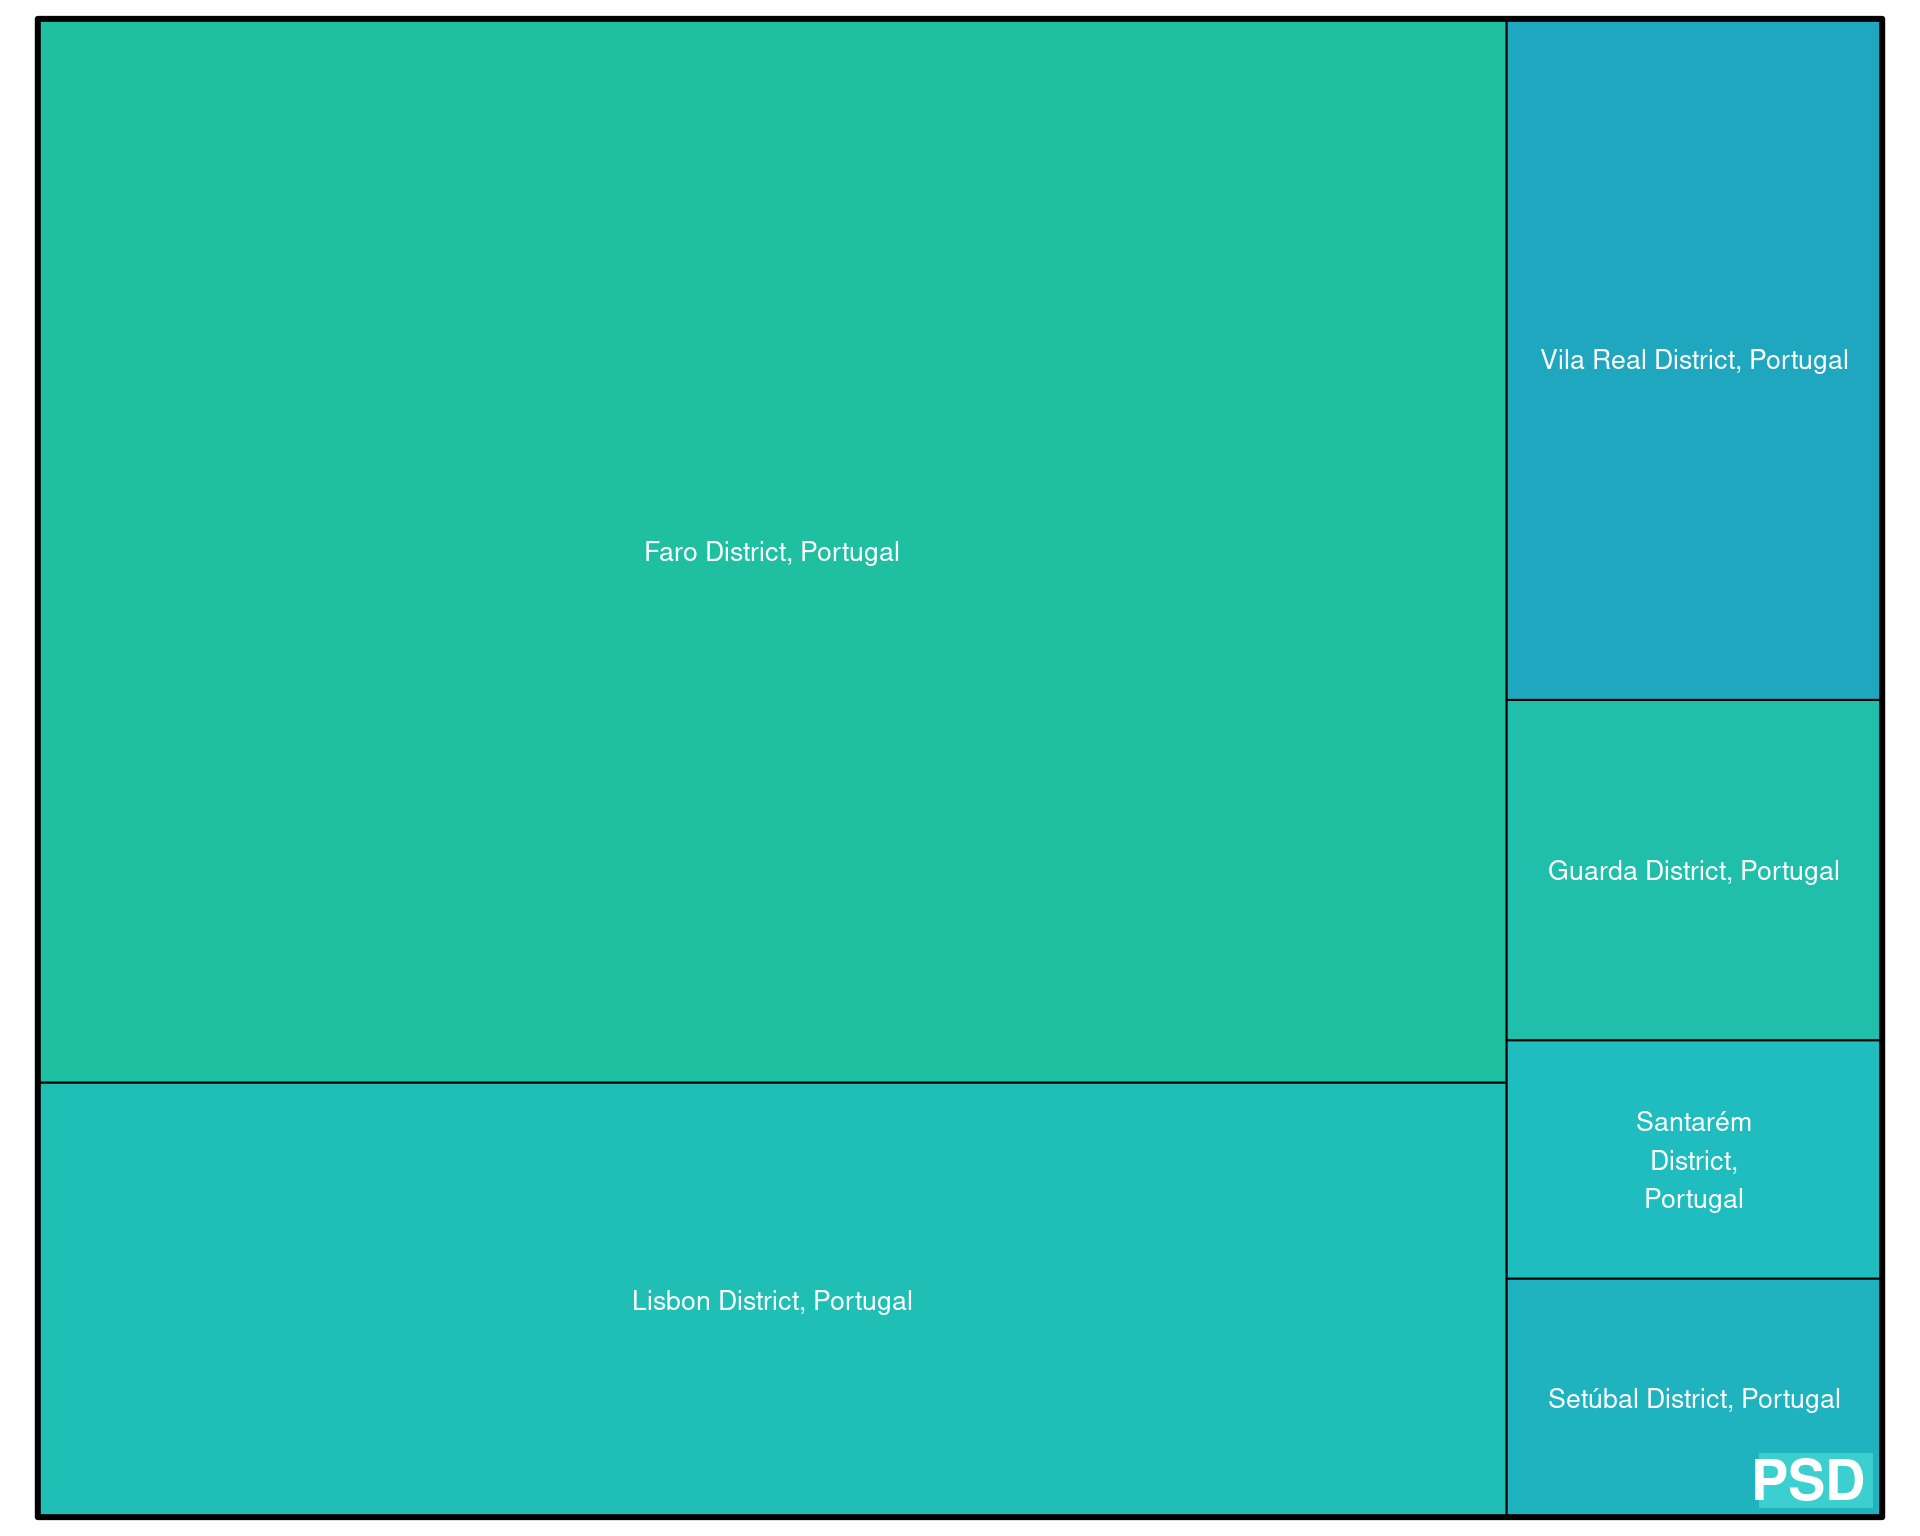 Faro District, Portugal
Lisbon District, Portugal
Vila Real District, Portugal
Guarda District, Portugal
Santarém
District,
Portugal
Setúbal District, Portugal
PSD